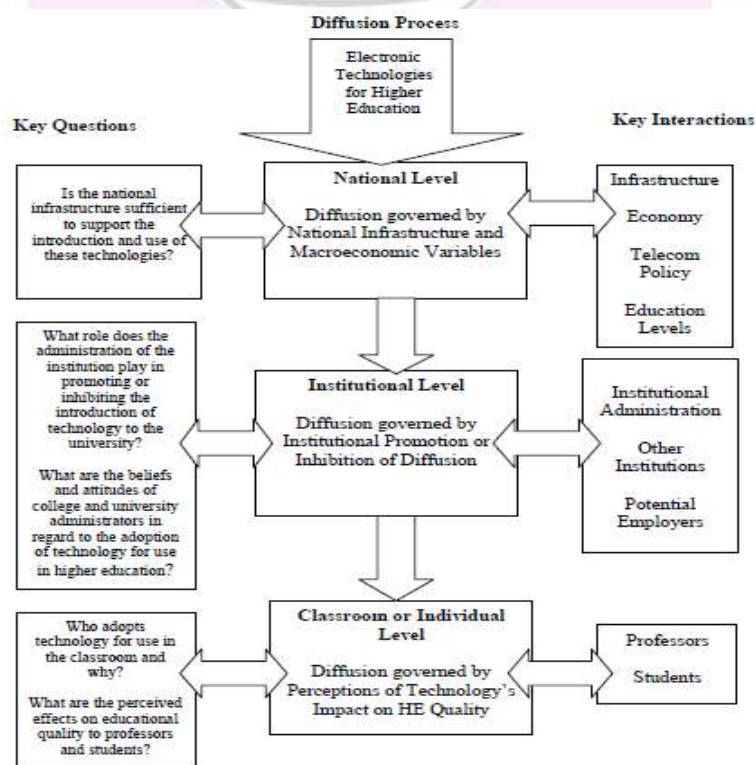 Diffusion Process
Electronic
Technologies
for Higher
Education
Key Questions
Key Interactions
Is the national
infrastructure sufficient
to support the
introduction and use of
these technologies?
National Level
Diffusion governed by
National Infrastructure and
Macroeconomic Variables
Infrastructure
Economy
Telecom
Policy
Education
Levels
What role does the
administration of the
institution play in
promoting or
inhibiting the
introduction of
technology to the
university?
What are the beliefs
and attitudes of
college and university
administrators in
regard to the adoption
of technology for use
in higher education?
Institutional Level
Diffusion governed by
Institutional Promotion or
Inhibition of Diffusion
Institutional
Administration
Other
Institutions
Potential
Employers
Who adopts
technology for use in
the classroom and
why?
What are the perceived
effects on educational
quality to professors
and students?
Classroom or Individual
Level
Diffusion governed by
Perceptions of Technology's
Impact on HE Quality
Professors
Students